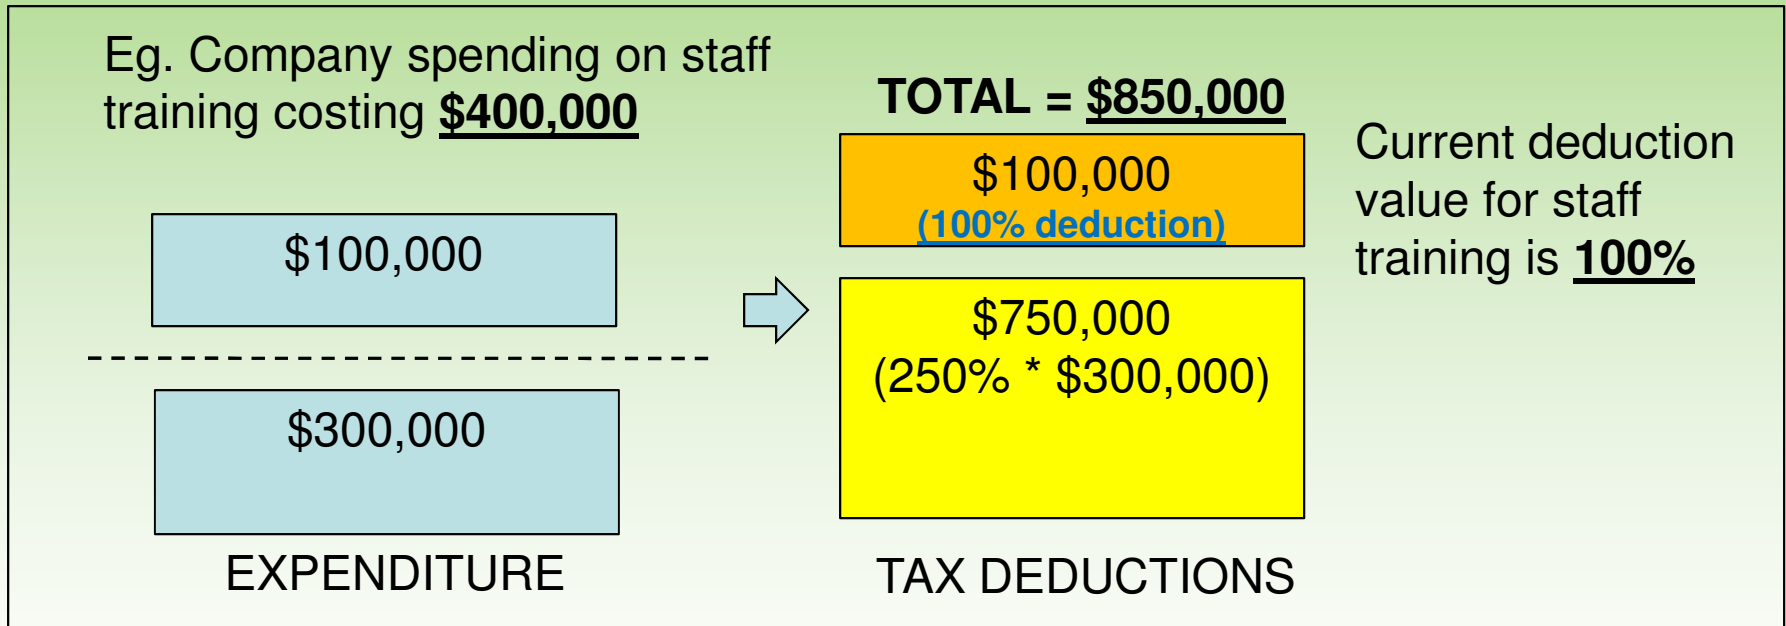 Eg. Company spending on staff
training costing $400,000
$100,000
$300,000
EXPENDITURE
TOTAL = $850,000
$100,000
(100% deduction)
$750,000
(250% * $300,000)
TAX DEDUCTIONS
Current deduction
value for staff
training is 100%